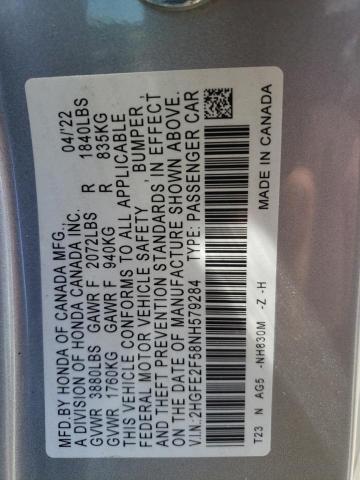 MFD.BY HONDA OF CANADA MFG., 04/'22
A DIVISION OF HONDA CANADA INC.
GVWR 3880LBS GAWR F 2072LBS R 1840LBS
GVWR 1760KG GAWR F 940KG R 835KG
THIS VEHICLE CONFORMS TO ALL APPLICABLE
FEDERAL MOTOR VEHICLE SAFETY, BUMPER,
AND THEFT PREVENTION STANDARDS IN EFFECT
ON THE DATE OF MANUFACTURE SHOWN ABOVE.
V.I.N.:2HGFE2F58NH579284 TYPE: PASSENGER CAR
T23 N AG5 -NH830M -Z -H MADE IN CANADA